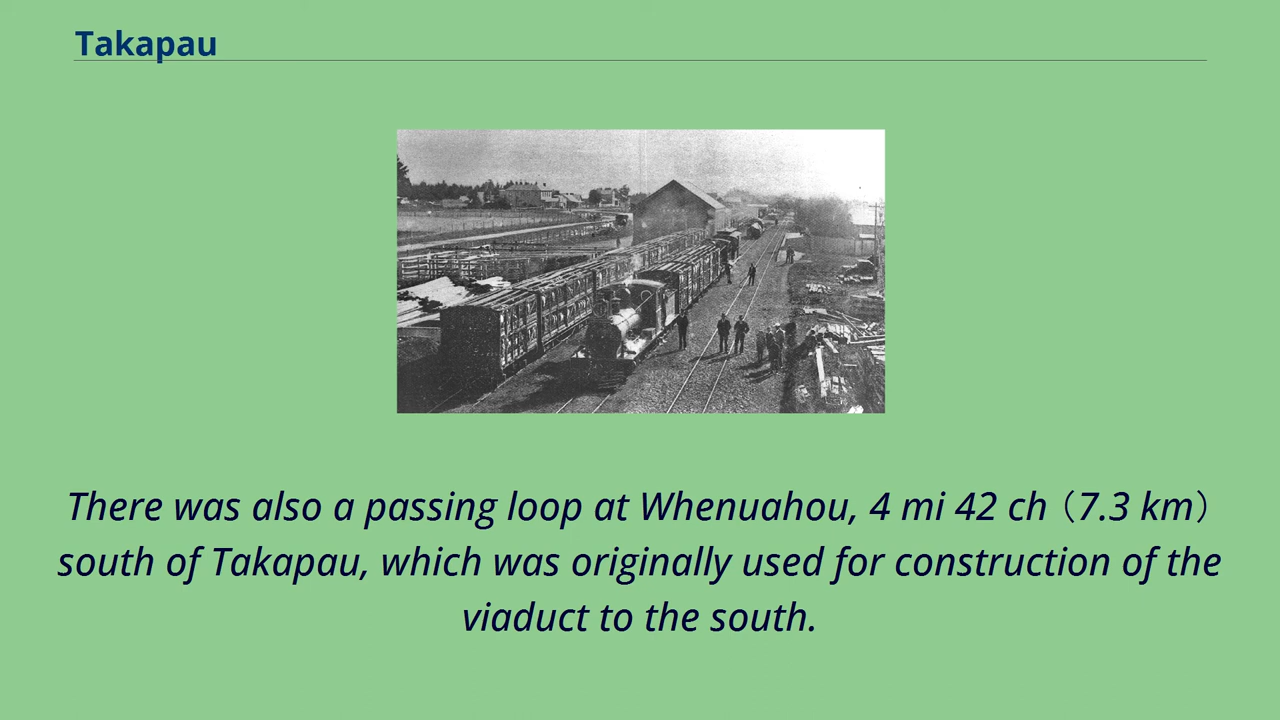 Takapau
There was also a passing loop at Whenuahou, 4 mi 42 ch（7.3 km）
south of Takapau, which was originally used for construction of the
viaduct to the south.